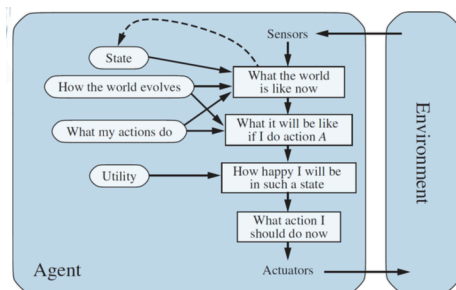 Sensors
State
What the world
is like now
How the world evolves
What it will be like
if I do action A
What my actions do
How happy I will be
in such a state
Utility
What action I
should do now
Agent
Actuators
Environment